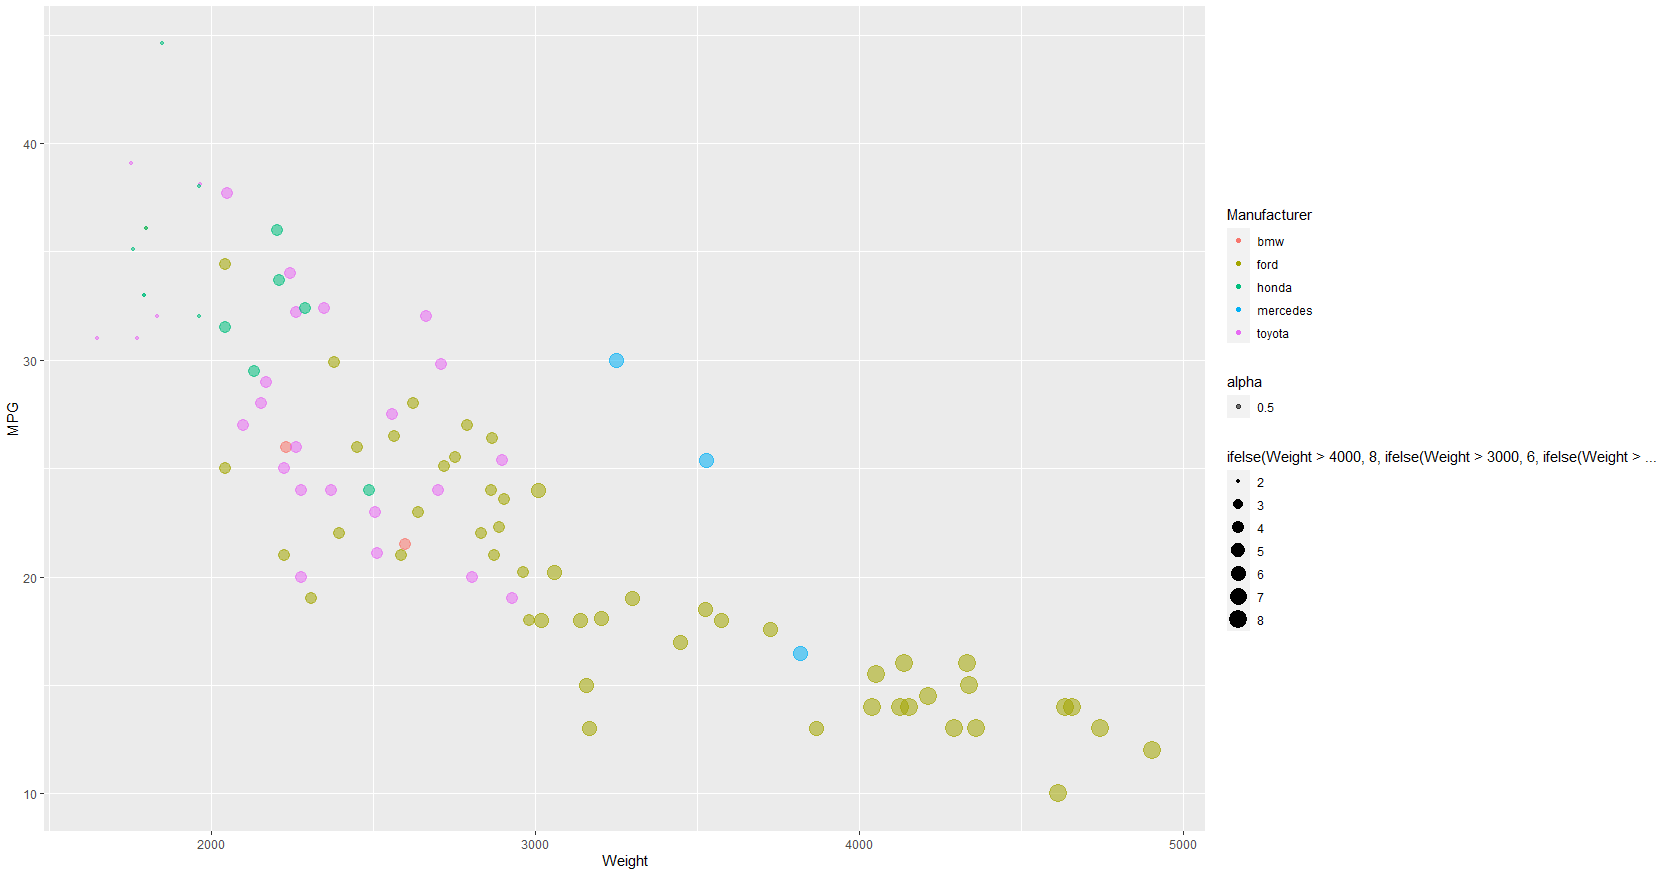 40
30
20
10
MPG
2000 3000 4000 5000
Weight
Manufacturer
bmw
ford
honda
mercedes
toyota
alpha
0.5
ifelse(Weight > 4000, 8, ifelse(Weight > 3000, 6, ifelse(Weight > ...
2
3
4
5
6
7
8